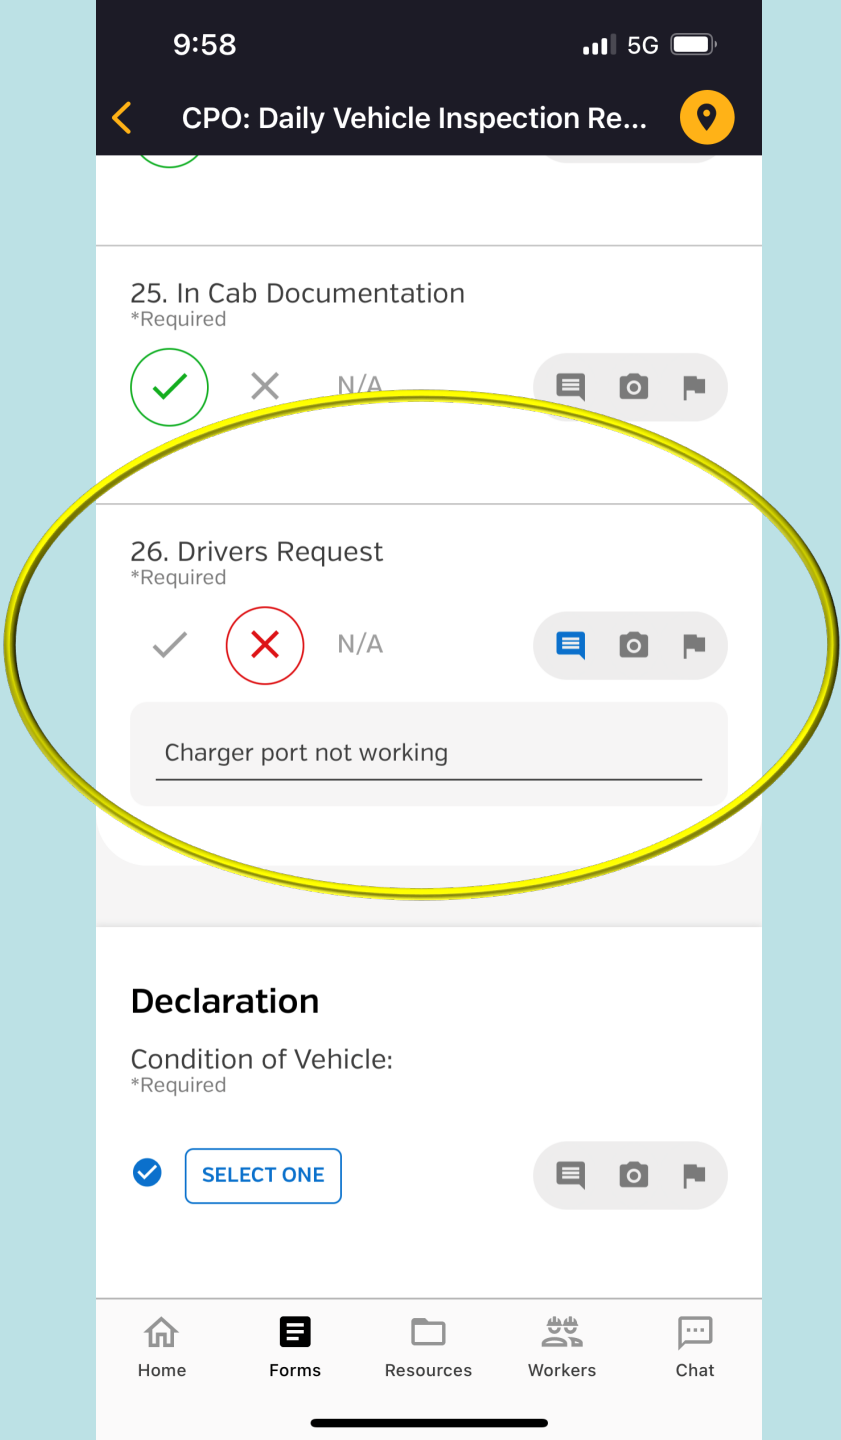 9:58
5G
CPO: Daily Vehicle Inspection Re...
25. In Cab Documentation
*Required
N/A
26. Drivers Request
*Required
N/A
Charger port not working
Declaration
Condition of Vehicle:
*Required
SELECT ONE
Home
Forms
Resources
Workers
Chat